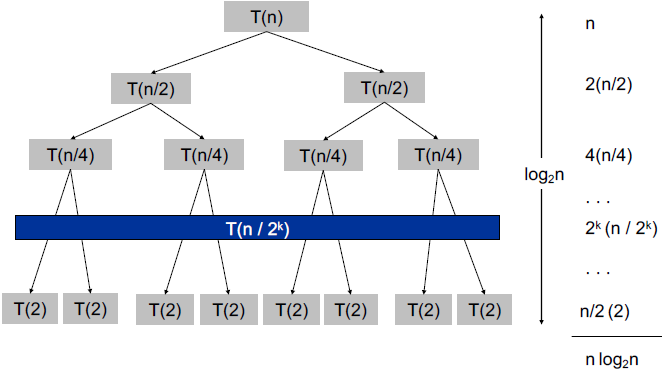 T(n)
n
T(n/2) T(n/2)
2(n/2)
T(n/4) T(n/4) T(n/4) T(n/4)
4(n/4)
log₂n
. . .
T(n / 2ᵏ)
2ᵏ (n / 2ᵏ)
. . .
T(2) T(2) T(2) T(2) T(2) T(2) T(2) T(2)
n/2 (2)
n log₂n